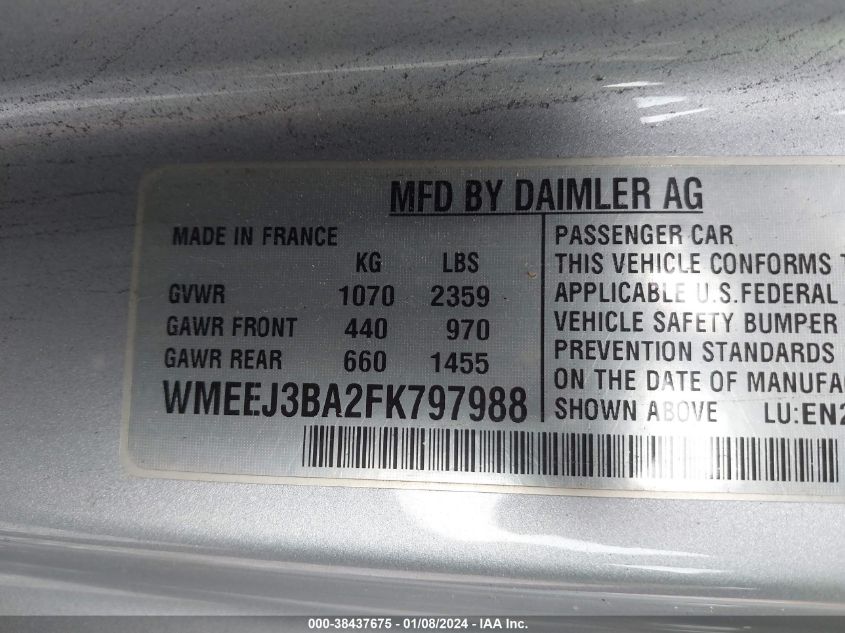 MFD BY DAIMLER AG
MADE IN FRANCE
KG LBS
GVWR 1070 2359
GAWR FRONT 440 970
GAWR REAR 660 1455
WMEEJ3BA2FK797988
PASSENGER CAR
THIS VEHICLE CONFORMS
APPLICABLE U.S.FEDERAL
VEHICLE SAFETY BUMPER
PREVENTION STANDARDS
ON THE DATE OF MANUFA
SHOWN ABOVE LU:EN2
000-38437675 - 01/08/2024 - IAA Inc.